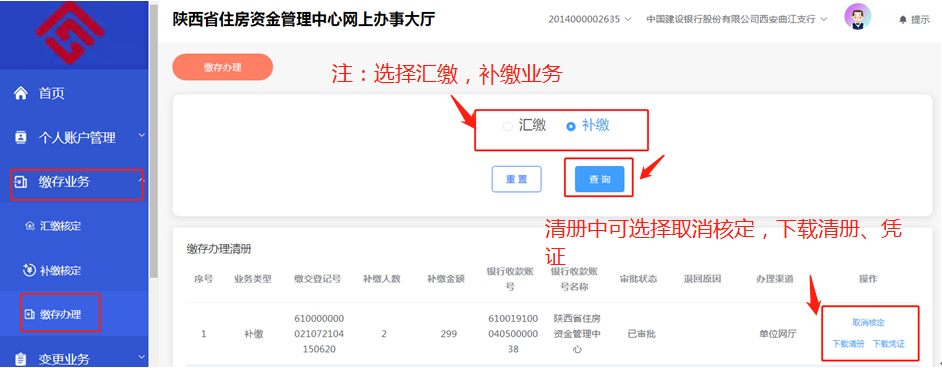 陕西省住房资金管理中心网上办事大厅
2014000002635
中国建设银行股份有限公司西安曲江支行
提示
首页
个人账户管理
缴存业务
汇缴核定
补缴核定
缴存办理
变更业务
缴存办理
注：选择汇缴，补缴业务
汇缴
补缴
重置
查询
清册中可选择取消核定，下载清册、凭
证
缴存办理清册
序号
业务类型
缴交登记号
补缴人数
补缴金额
银行收款账
号
银行收款账
号名称
审批状态
退回原因
办理渠道
操作
1
补缴
610000000
021072104
150620
2
299
610019100
040500000
38
陕西省住房
资金管理中
心
已审批
单位网厅
取消核定
下载清册 下载凭证